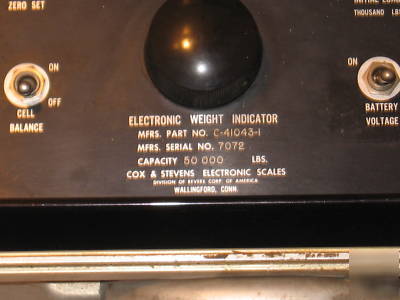 ZERO SET
THOUSAND LBS
ON
OFF
CELL
BALANCE
ON
BATTERY
VOLTAGE
ELECTRONIC WEIGHT INDICATOR
MFRS. PART NO. C-41043-1
MFRS. SERIAL NO. 7072
CAPACITY 50 000 LBS.
COX & STEVENS ELECTRONIC SCALES
DIVISION OF REVERE CORP. OF AMERICA
WALLINGFORD, CONN.